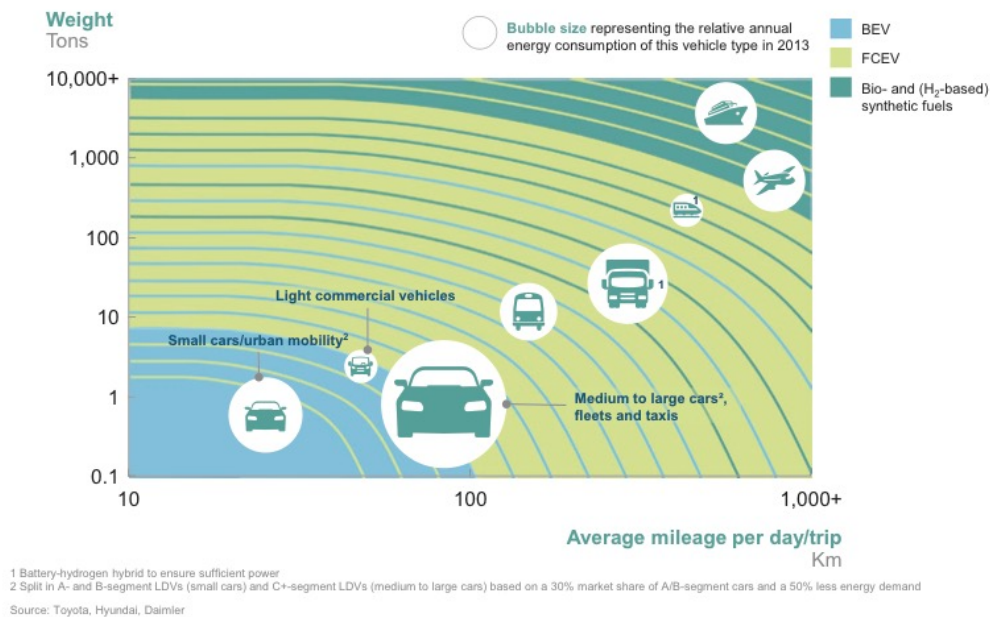 Weight
Tons
Bubble size representing the relative annual
energy consumption of this vehicle type in 2013
BEV
FCEV
Bio- and (H₂-based)
synthetic fuels
10,000+
1,000
100
10
1
0.1
10
100
1,000+
1
1
Light commercial vehicles
Small cars/urban mobility²
Medium to large cars²,
fleets and taxis
Average mileage per day/trip
Km
1 Battery-hydrogen hybrid to ensure sufficient power
2 Split in A- and B-segment LDVs (small cars) and C+-segment LDVs (medium to large cars) based on a 30% market share of A/B-segment cars and a 50% less energy demand
Source: Toyota, Hyundai, Daimler